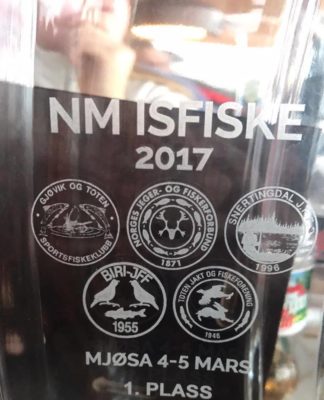 NM ISFISKE
2017
GJØVIK OG TOTEN
SPORTSFISKEKLUBB
NORGES JEGER- OG FISKERFORBUND
1871
SNERTINGDAL
1996
BIRI-JFF
1955
TOTEN JAKT OG FISKEFORENING
MJØSA 4-5 MARS
1. PLASS